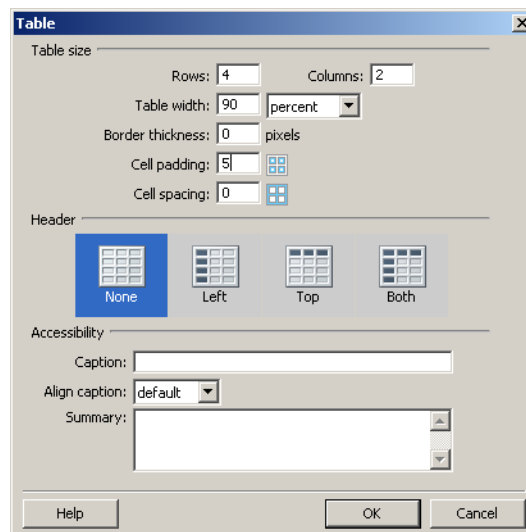 Table
Table size
Rows: 4 Columns: 2
Table width: 90 percent
Border thickness: 0 pixels
Cell padding: 5
Cell spacing: 0
Header
None Left Top Both
Accessibility
Caption:
Align caption: default
Summary:
Help OK Cancel